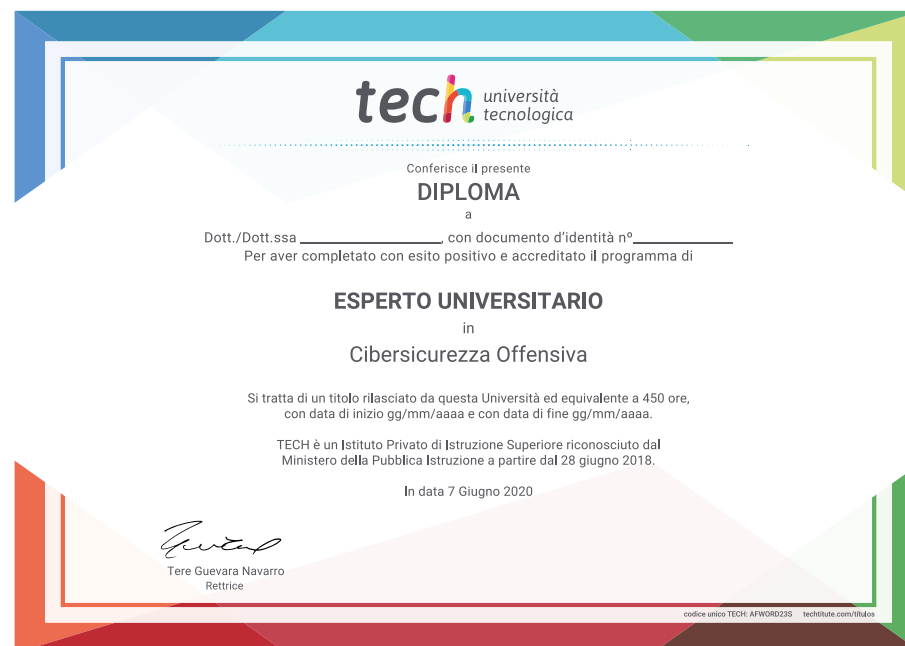 tech università
tecnologica
Conferisce il presente
DIPLOMA
a
Dott./Dott.ssa ____________________, con documento d'identità nº______________
Per aver completato con esito positivo e accreditato il programma di
ESPERTO UNIVERSITARIO
in
Cibersicurezza Offensiva
Si tratta di un titolo rilasciato da questa Università ed equivalente a 450 ore,
con data di inizio gg/mm/aaaa e con data di fine gg/mm/aaaa.
TECH è un Istituto Privato di Istruzione Superiore riconosciuto dal
Ministero della Pubblica Istruzione a partire dal 28 giugno 2018.
In data 7 Giugno 2020
Tere Guevara Navarro
Rettrice
codice unico TECH: AFWORD23S techtitute.com/títulos